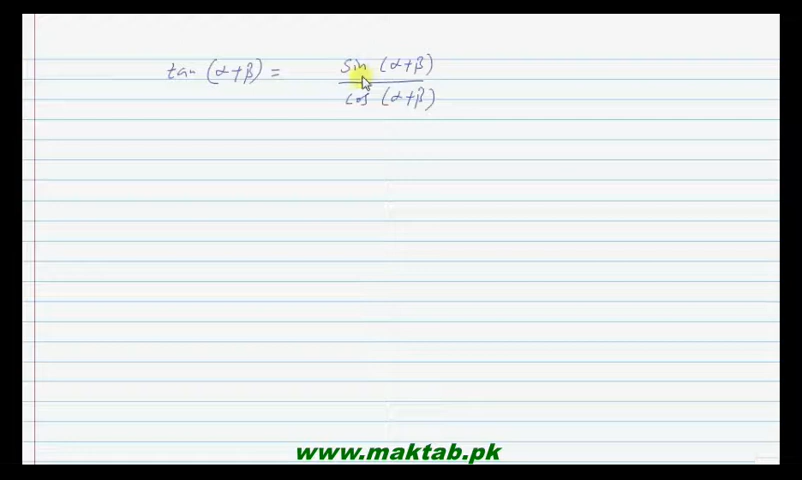 tan (α+β) = sin (α+β) / cos (α+β)
www.maktab.pk